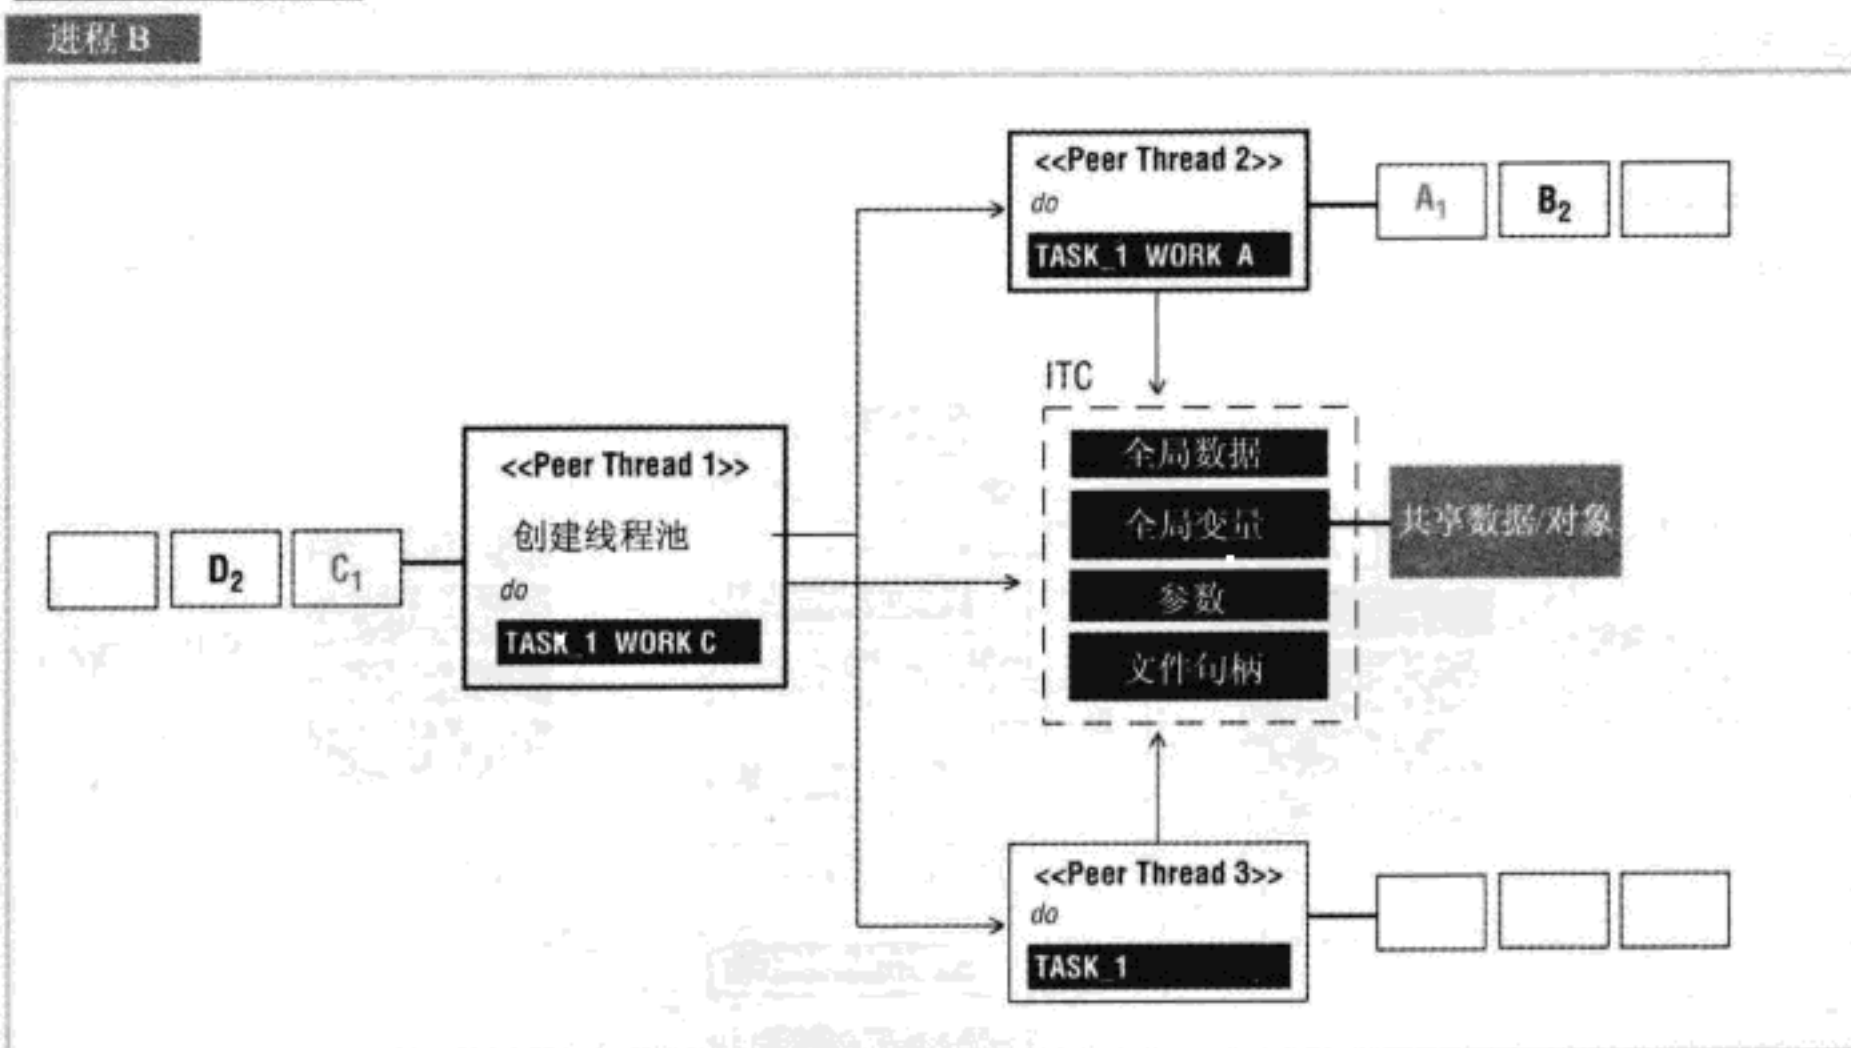 进程 B
<<Peer Thread 2>>
do
TASK_1 WORK A
A₁
B₂
ITC
全局数据
全局变量
参数
文件句柄
共享数据/对象
<<Peer Thread 1>>
创建线程池
do
TASK_1 WORK C
D₂
C₁
<<Peer Thread 3>>
do
TASK_1